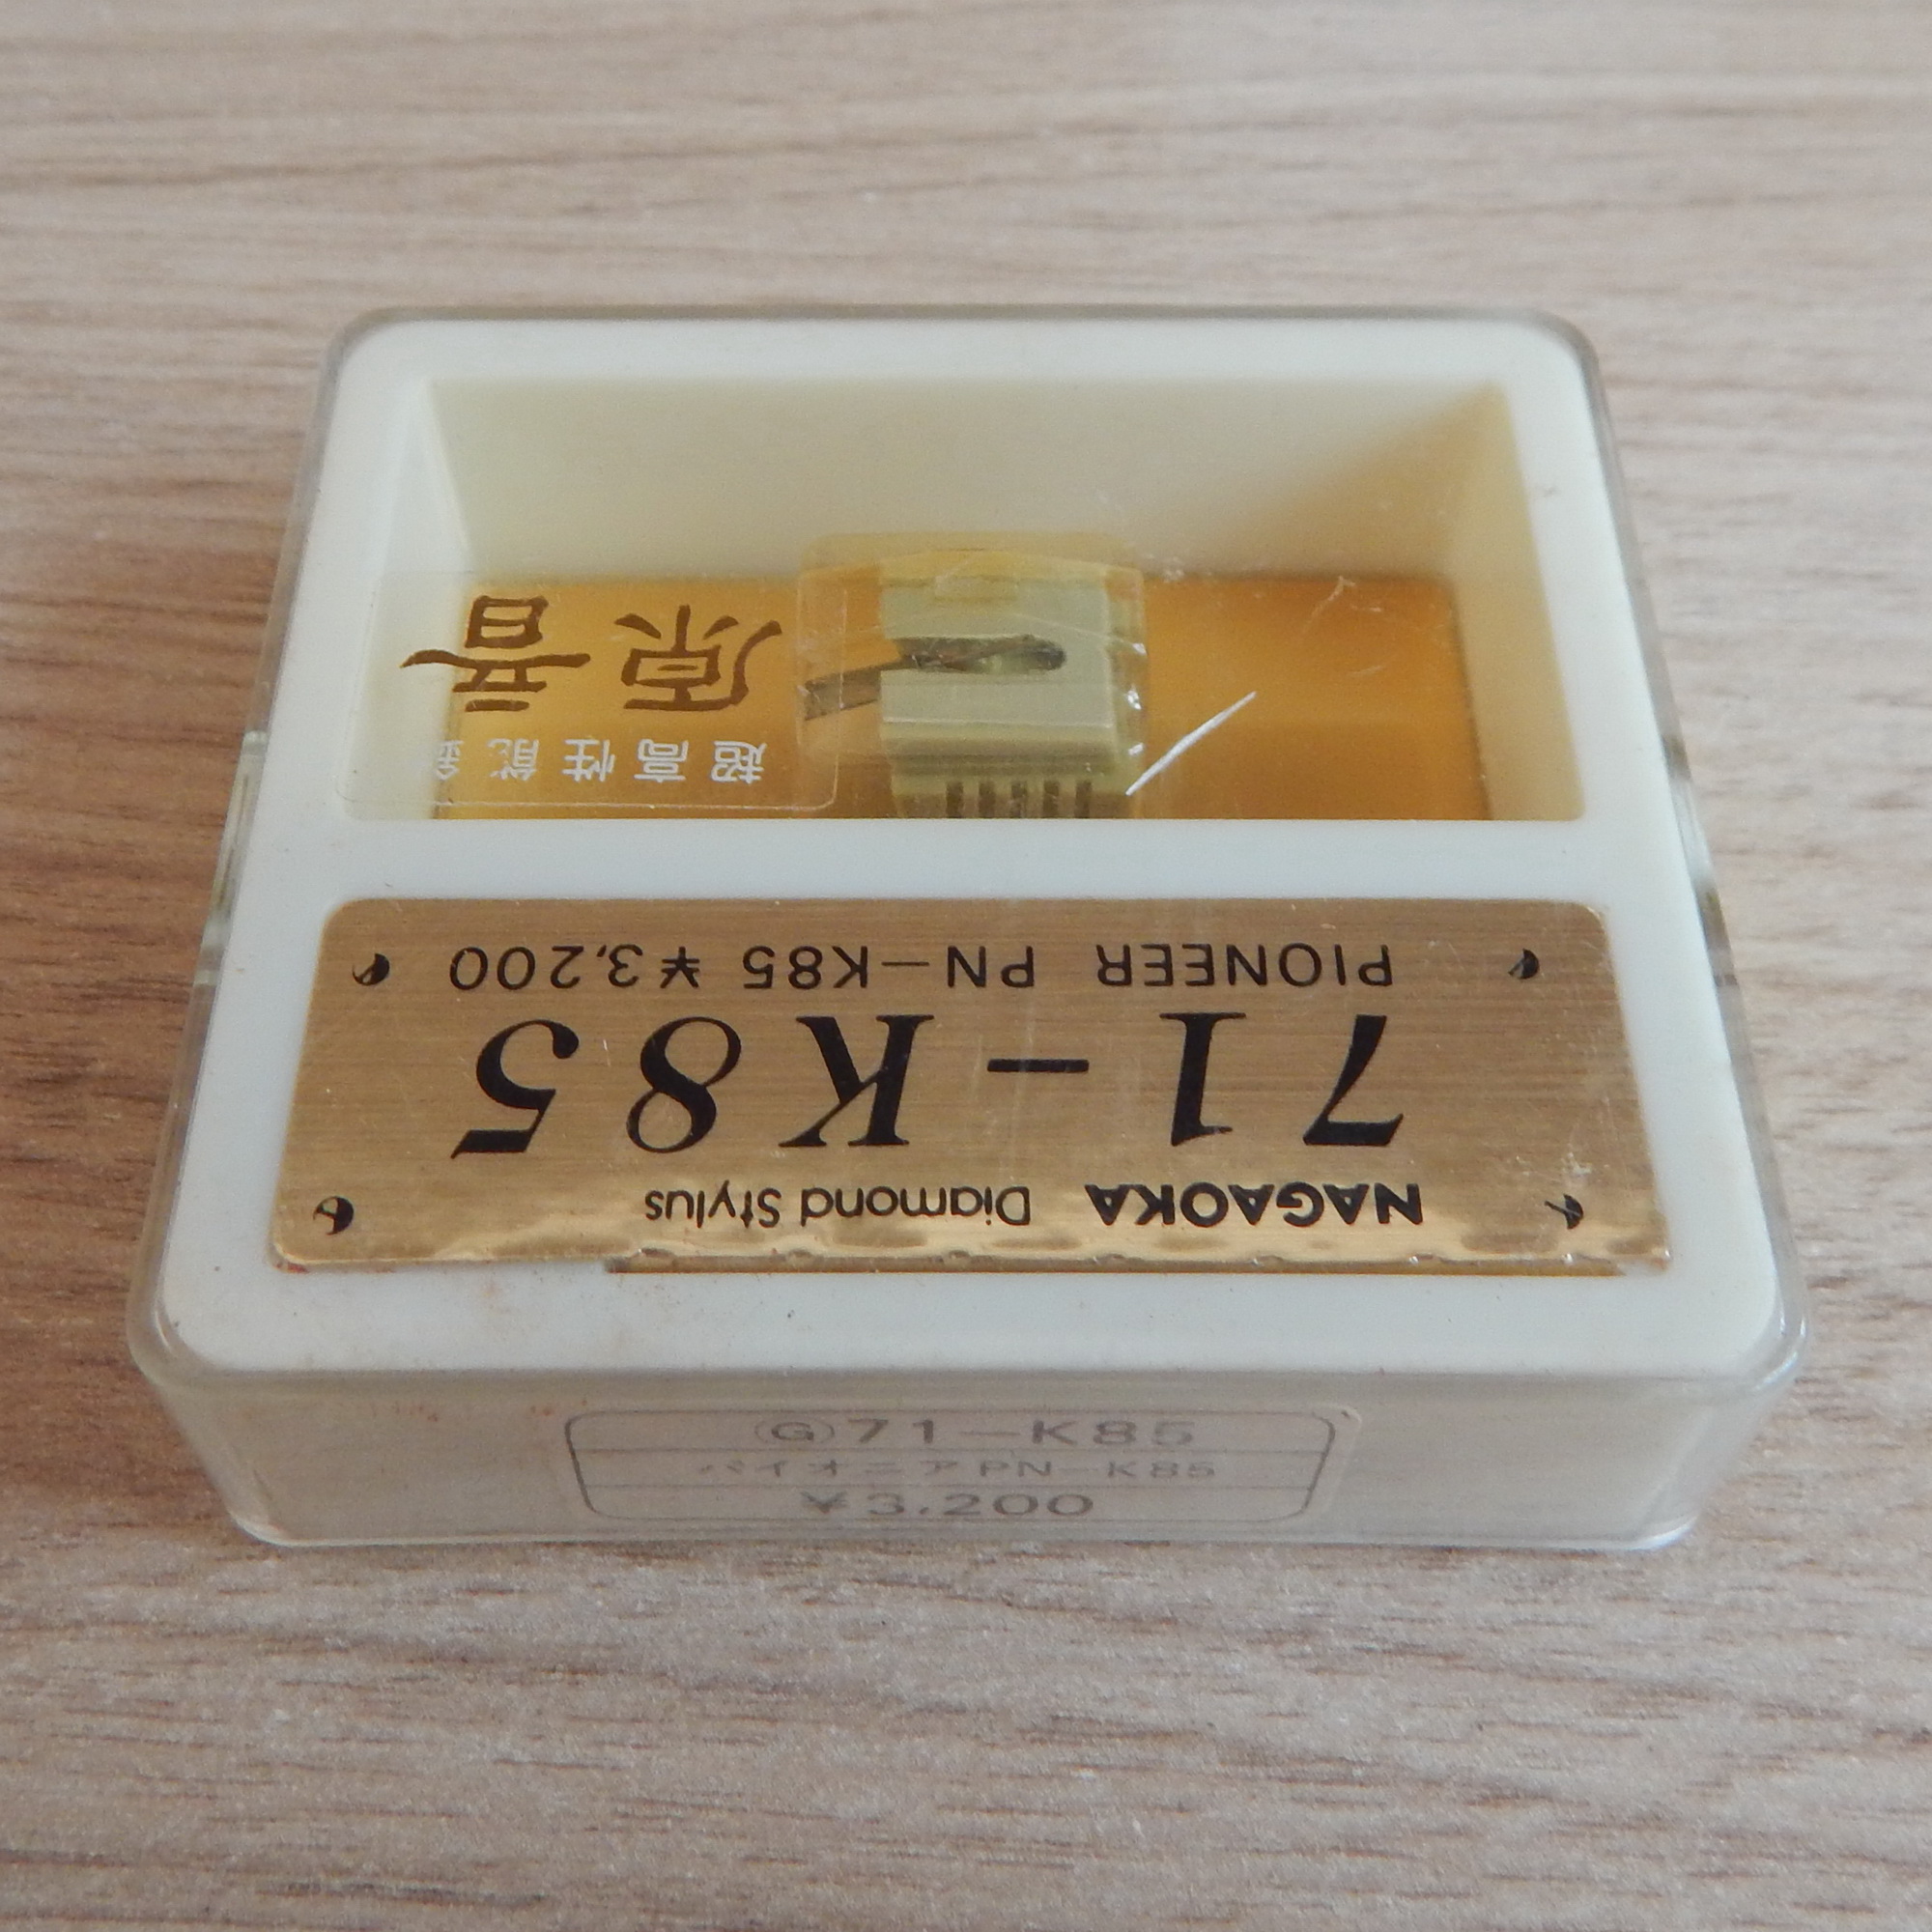 NAGAOKA Diamond Stylus
71-K85
PIONEER PN-K85 ¥3,200
超高性能針
原音
Ⓖ71-K85
パイオニアPN-K85
¥3,200